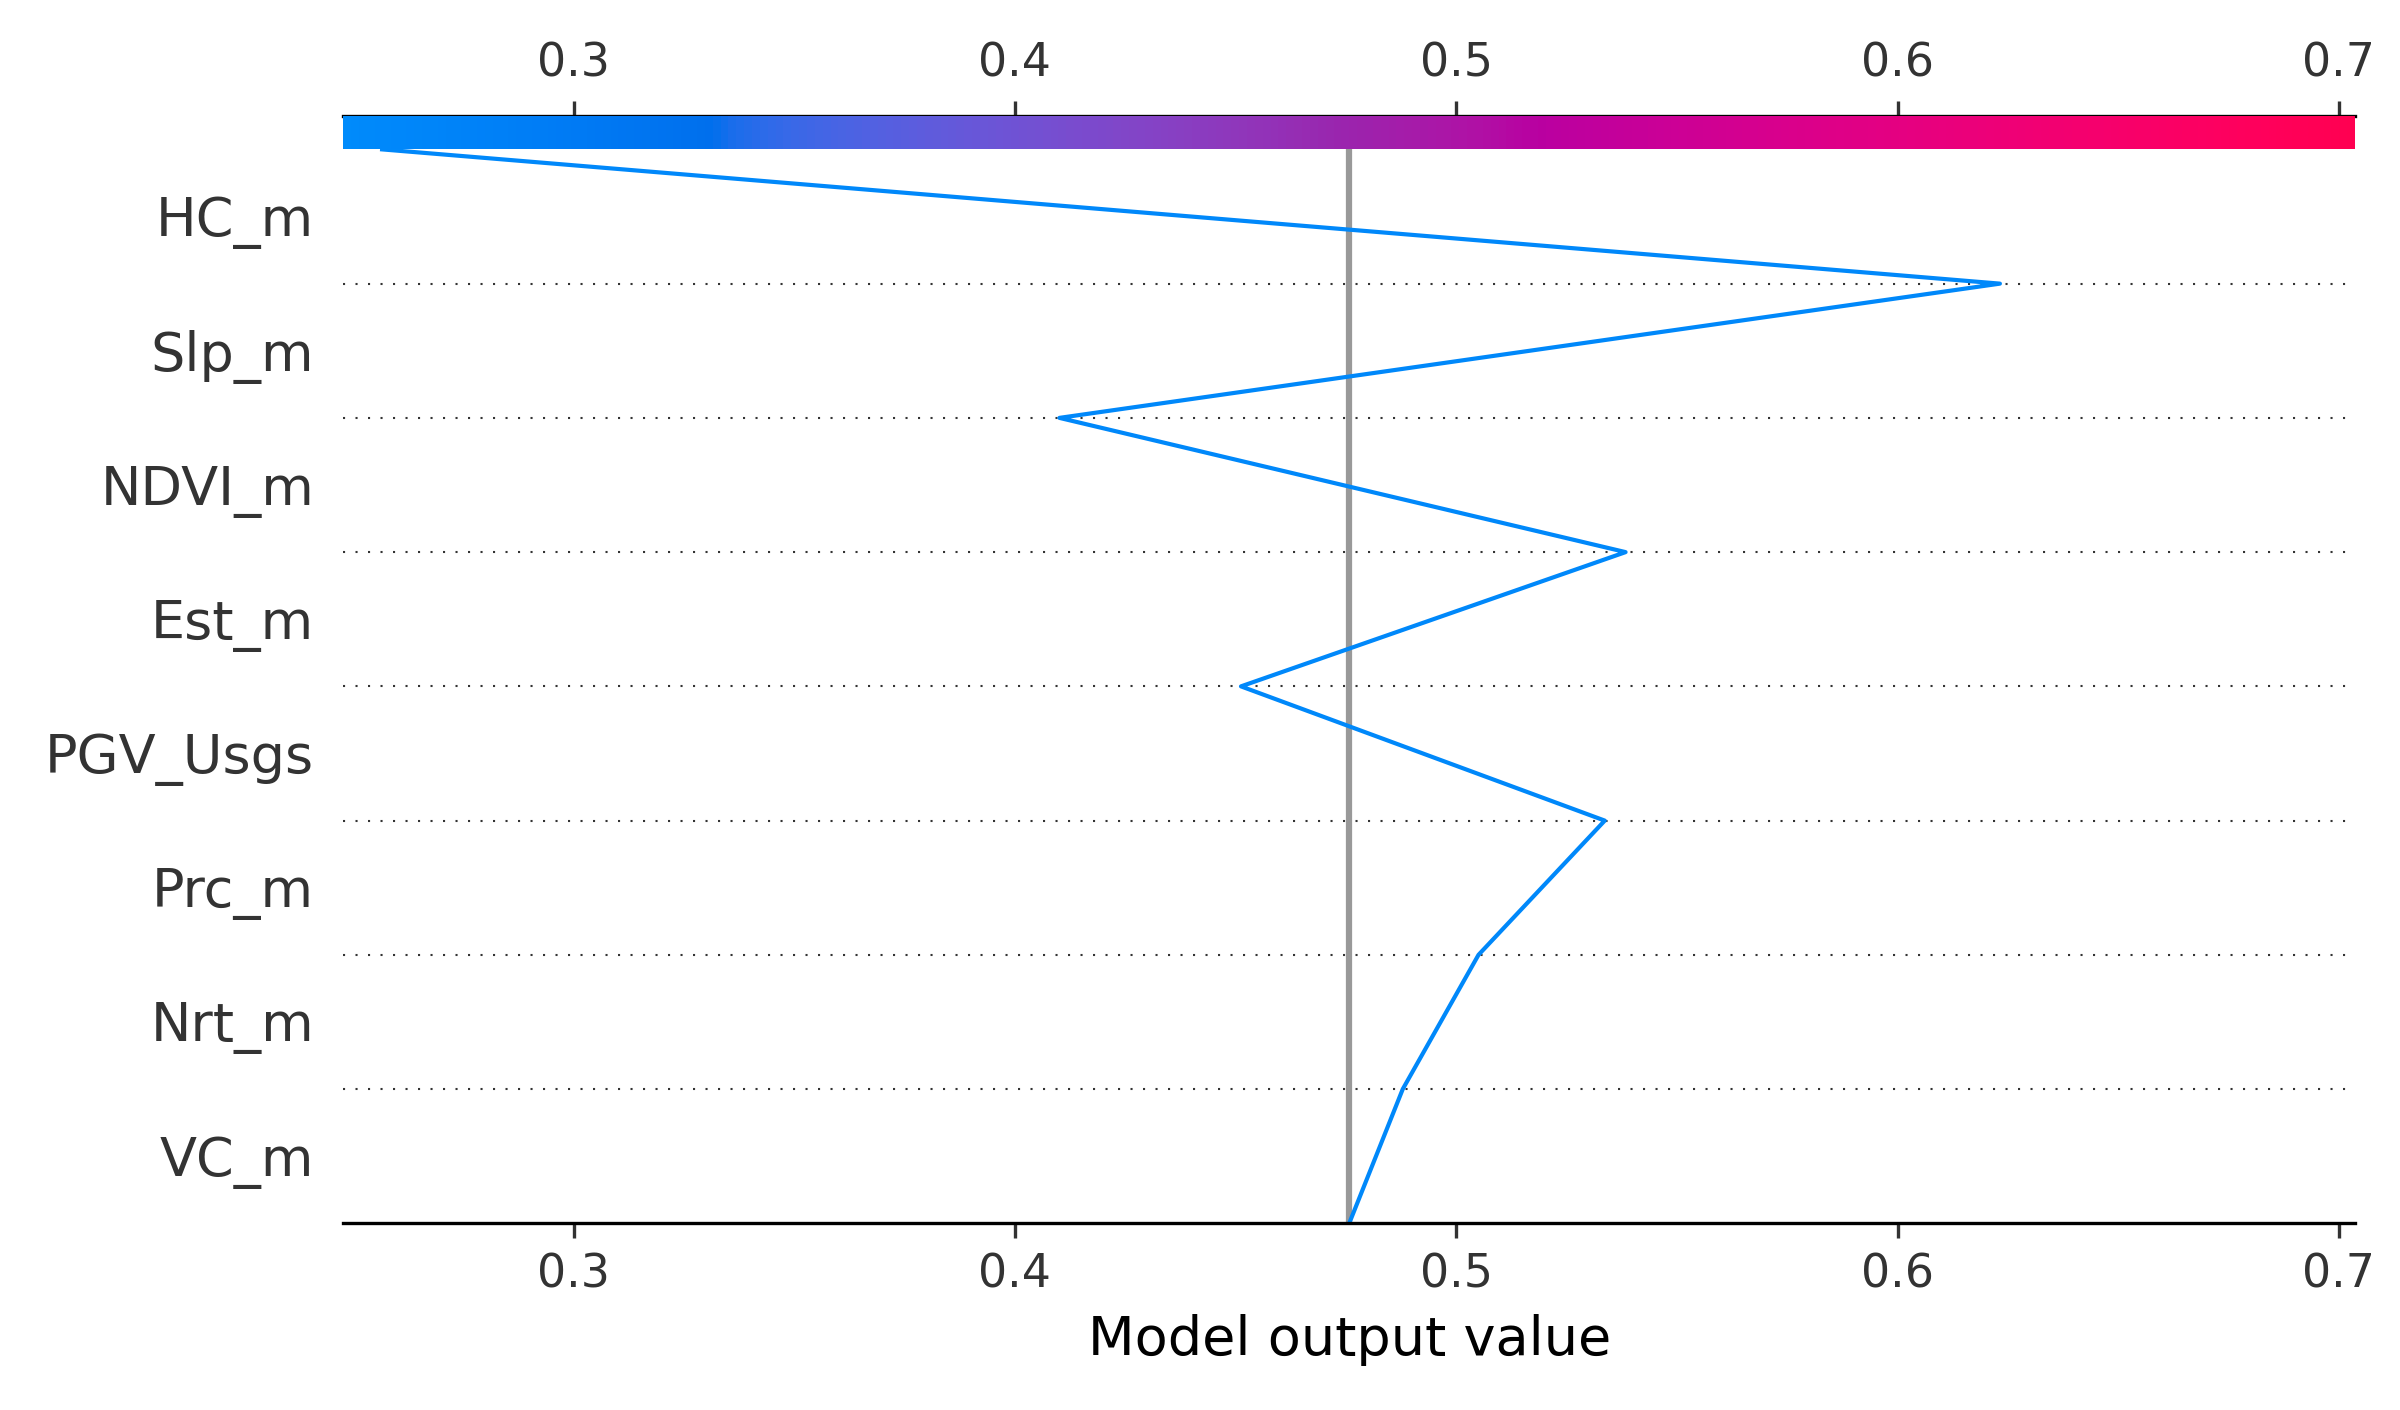 0.3 0.4 0.5 0.6 0.7
HC_m
Slp_m
NDVI_m
Est_m
PGV_Usgs
Prc_m
Nrt_m
VC_m
0.3 0.4 0.5 0.6 0.7
Model output value